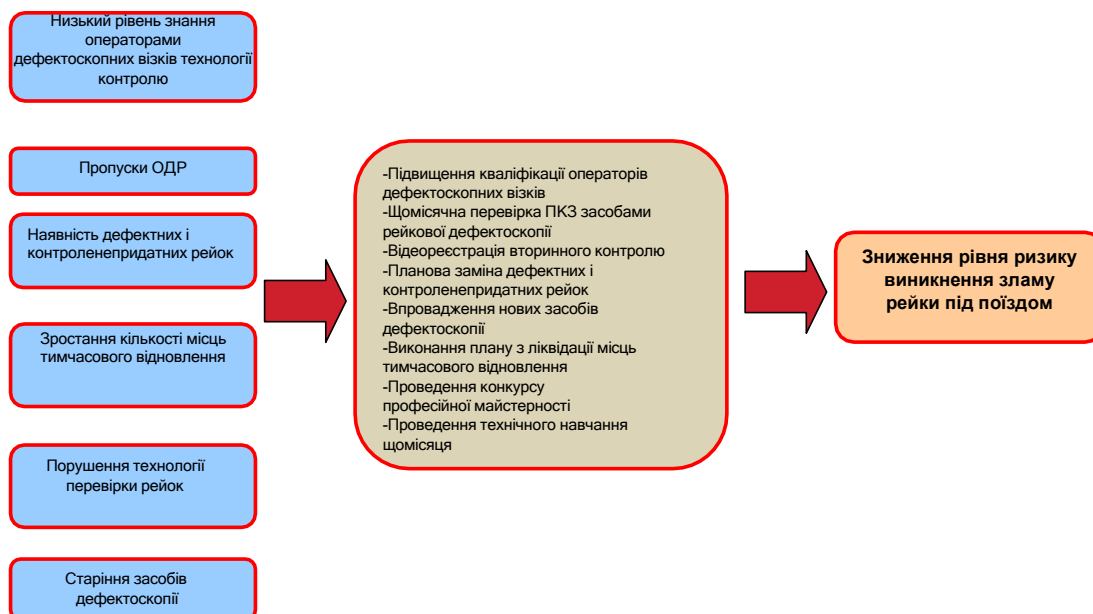 Низький рівень знання
операторами
дефектоскопних візків технології
контролю
Пропуски ОДР
Наявність дефектних і
контроленепридатних рейок
Зростання кількості місць
тимчасового відновлення
Порушення технології
перевірки рейок
Старіння засобів
дефектоскопії
-Підвищення кваліфікації операторів
дефектоскопних візків
-Щомісячна перевірка ПКЗ засобами
рейкової дефектоскопії
-Відеореєстрація вторинного контролю
-Планова заміна дефектних і
контроленепридатних рейок
-Впровадження нових засобів
дефектоскопії
-Виконання плану з ліквідації місць
тимчасового відновлення
-Проведення конкурсу
професійної майстерності
-Проведення технічного навчання
щомісяця
Зниження рівня ризику
виникнення зламу
рейки під поїздом